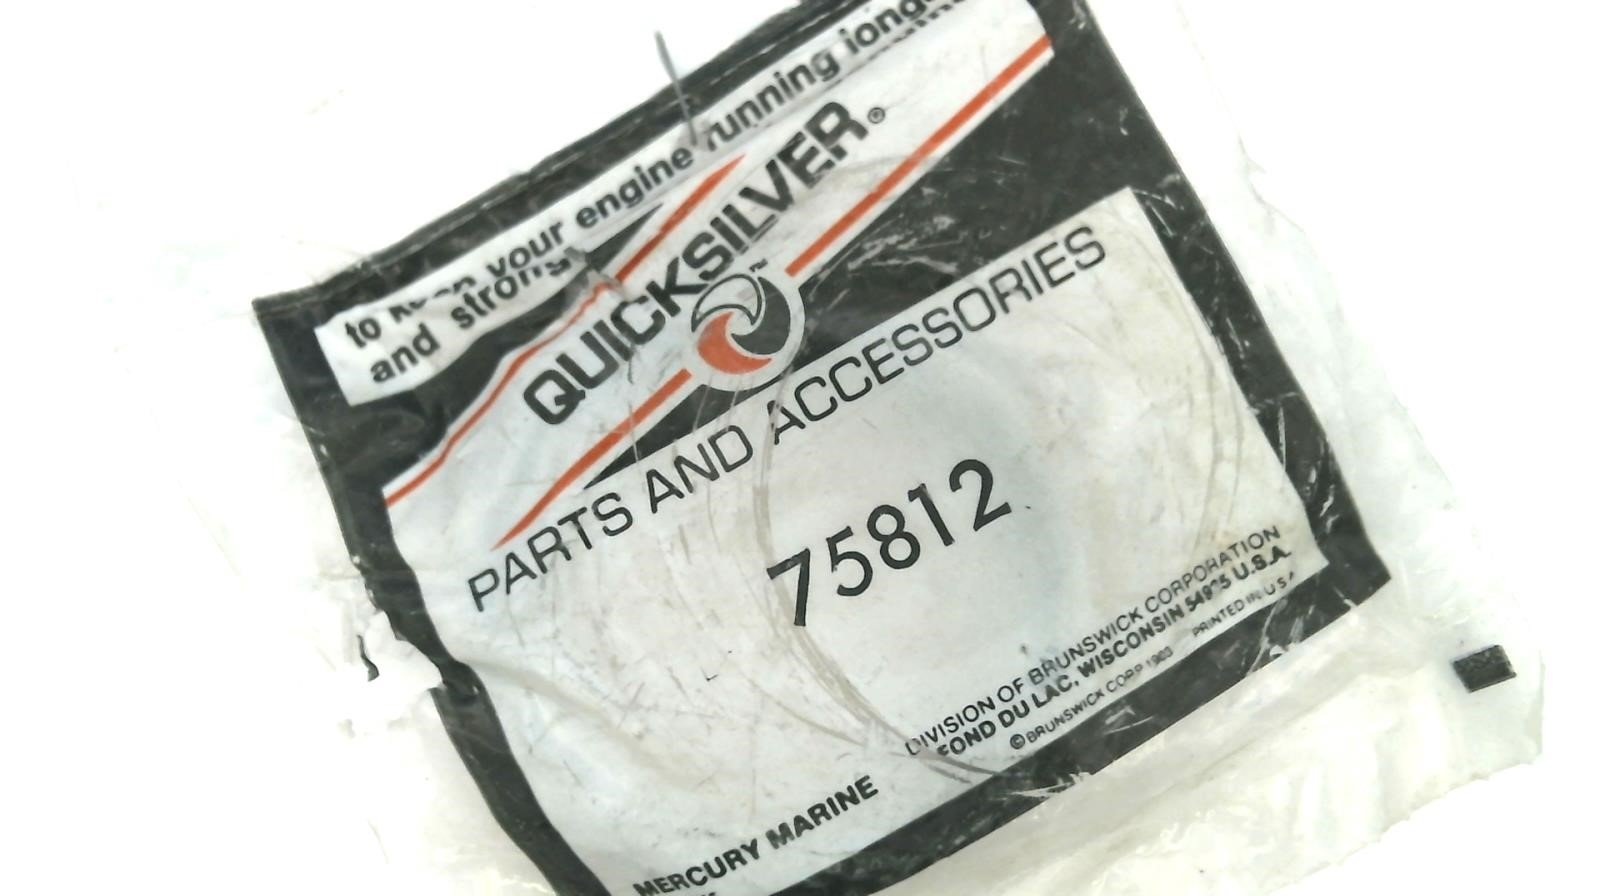 to keep your engine running longer
and strong
QUICKSILVER®
™
PARTS AND ACCESSORIES
75812
DIVISION OF BRUNSWICK CORPORATION
FOND DU LAC, WISCONSIN U.S.A.
PRINTED IN U.S.A
©BRUNSWICK CORP
MERCURY MARINE